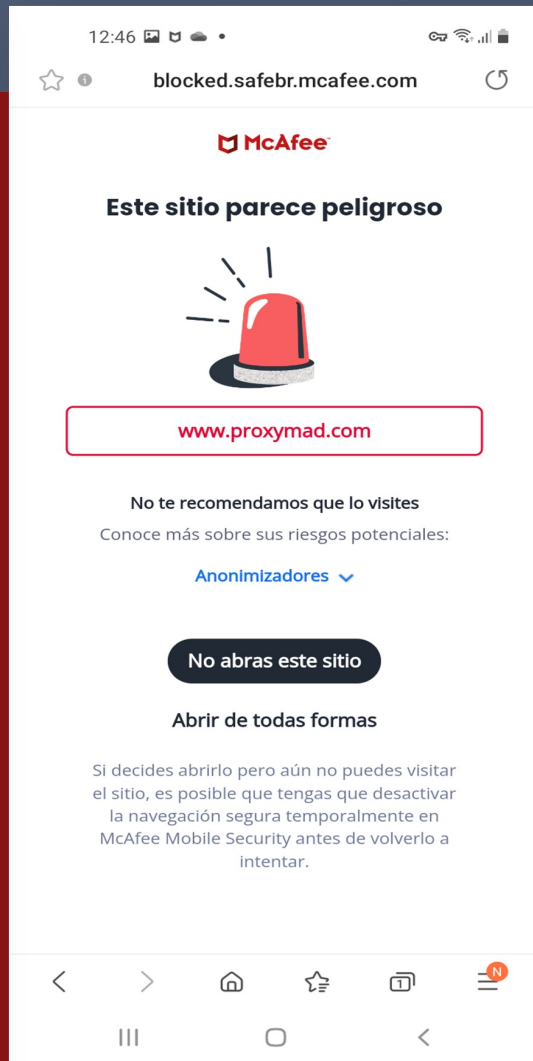 12:46
blocked.safebr.mcafee.com
McAfee™
Este sitio parece peligroso
www.proxymad.com
No te recomendamos que lo visites
Conoce más sobre sus riesgos potenciales:
Anonimizadores
No abras este sitio
Abrir de todas formas
Si decides abrirlo pero aún no puedes visitar
el sitio, es posible que tengas que desactivar
la navegación segura temporalmente en
McAfee Mobile Security antes de volverlo a
intentar.
1
N